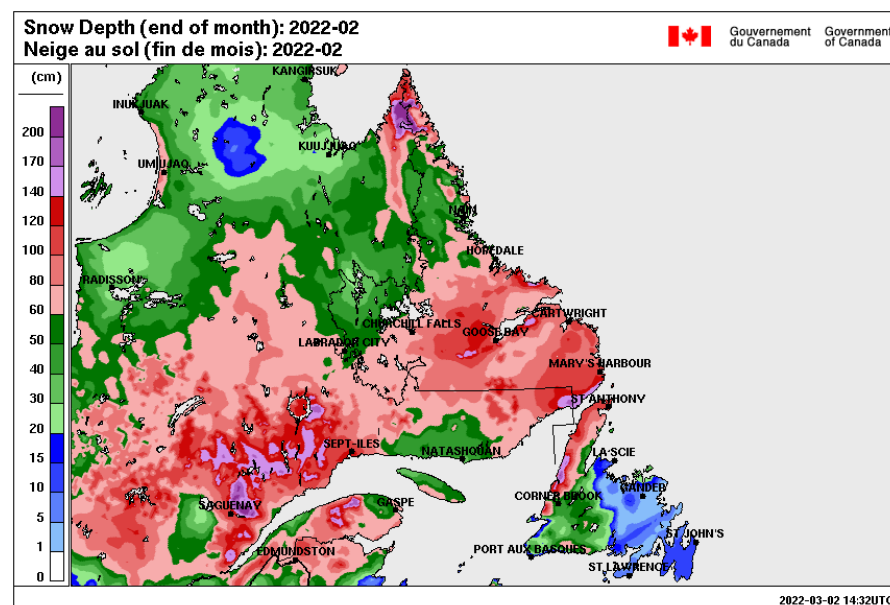 Snow Depth (end of month): 2022-02
Neige au sol (fin de mois): 2022-02
Gouvernement du Canada
Government of Canada
(cm)
200
170
140
120
100
80
60
50
40
30
20
15
10
5
1
0
KANGIRSUK
INUKJUAK
KUUJJUAQ
UMIUJAQ
NAIN
HOPEDALE
RADISSON
CARTWRIGHT
CHURCHILL FALLS
GOOSE BAY
LABRADOR CITY
MARY'S HARBOUR
ST ANTHONY
SEPT-ILES
NATASHQUAN
LA SCIE
GANDER
CORNER BROOK
SAGUENAY
GASPE
ST JOHN'S
EDMUNDSTON
PORT AUX BASQUES
ST LAWRENCE
2022-03-02 14:32UTC